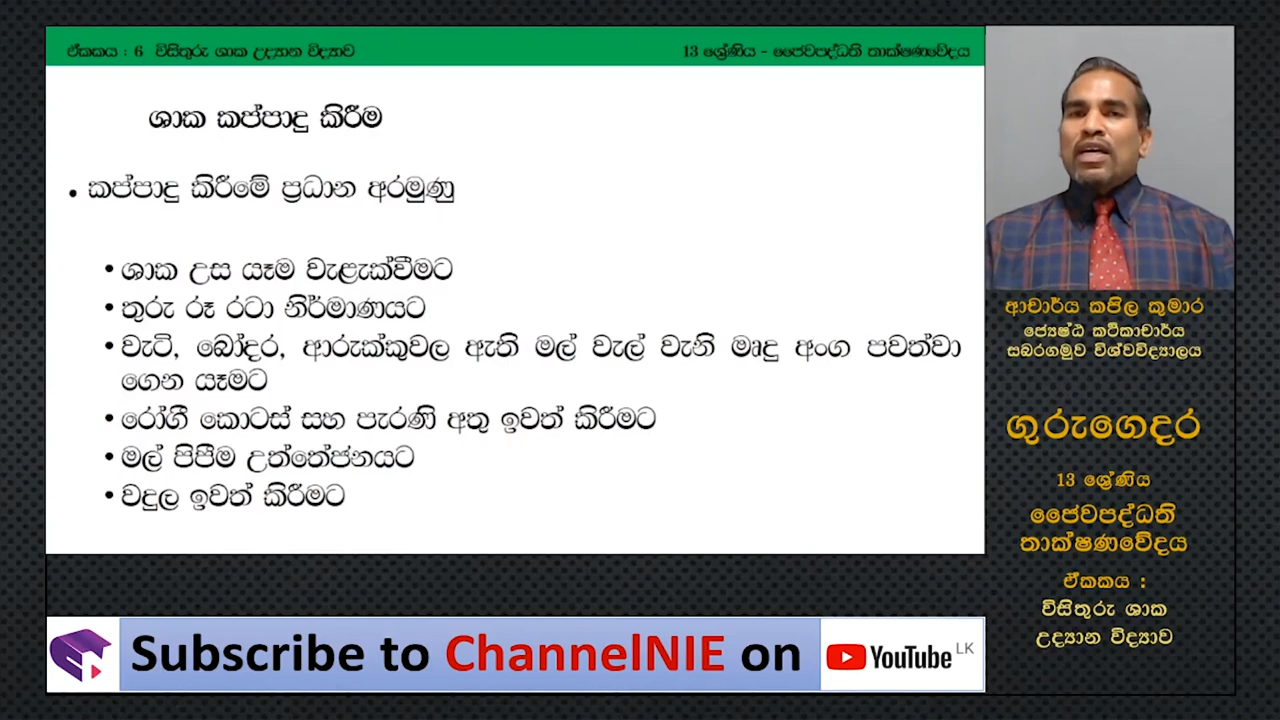 ඒකකය : 6 විසිතුරු ශාක උද්‍යාන විද්‍යාව
13 ශ්‍රේණිය - ජෛවපද්ධති තාක්ෂණවේදය
ශාක කප්පාදු කිරීම
• කප්පාදු කිරීමේ ප්‍රධාන අරමුණු
• ශාක උස යෑම වැළැක්වීමට
• තුරු රූ රටා නිර්මාණයට
• වැටි, බෝදර, ආරුක්කුවල ඇති මල් වැල් වැනි මෘදු අංග පවත්වා
ගෙන යෑමට
• රෝගී කොටස් සහ පැරණි අතු ඉවත් කිරීමට
• මල් පිපීම උත්තේජනයට
• වදුල ඉවත් කිරීමට
ආචාර්ය කපිල කුමාර
ජ්‍යෙෂ්ඨ කථිකාචාර්ය
සබරගමුව විශ්වවිද්‍යාලය
ගුරුගෙදර
13 ශ්‍රේණිය
ජෛවපද්ධති
තාක්ෂණවේදය
ඒකකය :
විසිතුරු ශාක
උද්‍යාන විද්‍යාව
Subscribe to ChannelNIE on YouTube LK